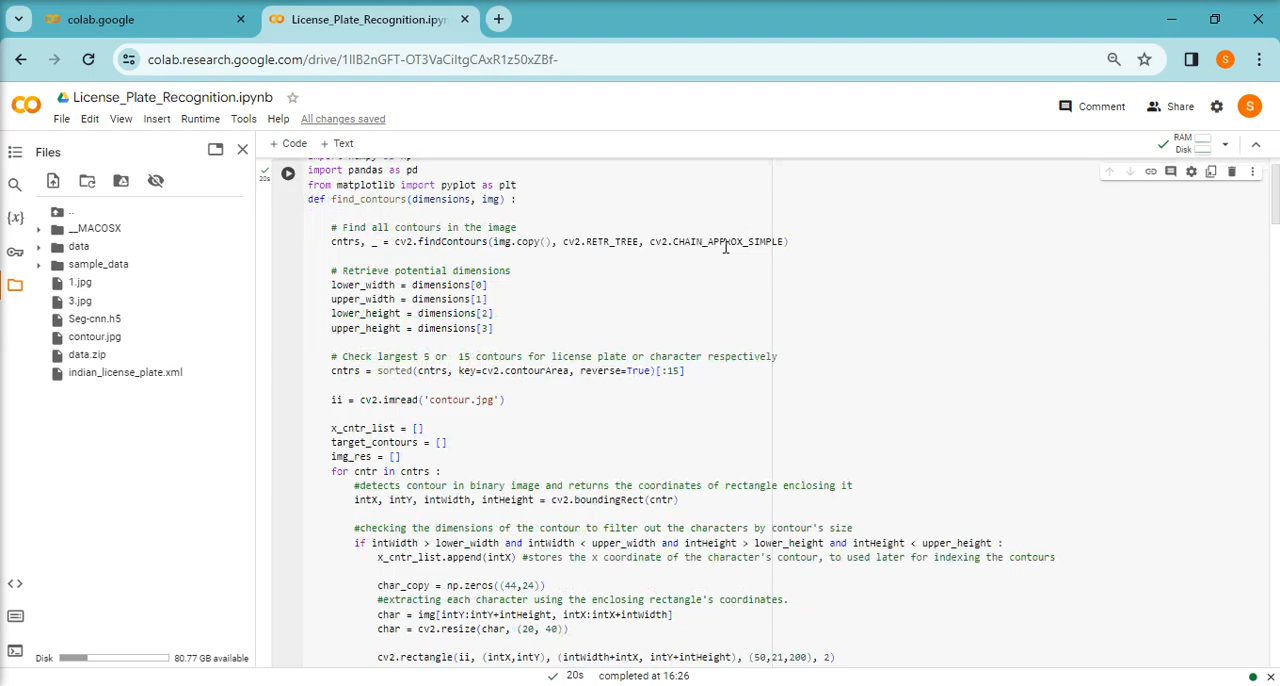 colab.google
License_Plate_Recognition.ipyn
colab.research.google.com/drive/1IIB2nGFT-OT3VaCiltgCAxR1z50xZBf-
S
License_Plate_Recognition.ipynb
File Edit View Insert Runtime Tools Help All changes saved
Comment Share S
+ Code + Text
RAM
Disk
Files
..
__MACOSX
data
sample_data
1.jpg
3.jpg
Seg-cnn.h5
contour.jpg
data.zip
indian_license_plate.xml
Disk 80.77 GB available
20s
import numpy as np
import pandas as pd
from matplotlib import pyplot as plt
def find_contours(dimensions, img) :
# Find all contours in the image
cntrs, _ = cv2.findContours(img.copy(), cv2.RETR_TREE, cv2.CHAIN_APPROX_SIMPLE)
# Retrieve potential dimensions
lower_width = dimensions[0]
upper_width = dimensions[1]
lower_height = dimensions[2]
upper_height = dimensions[3]
# Check largest 5 or  15 contours for license plate or character respectively
cntrs = sorted(cntrs, key=cv2.contourArea, reverse=True)[:15]
ii = cv2.imread('contour.jpg')
x_cntr_list = []
target_contours = []
img_res = []
for cntr in cntrs :
#detects contour in binary image and returns the coordinates of rectangle enclosing it
intX, intY, intWidth, intHeight = cv2.boundingRect(cntr)
#checking the dimensions of the contour to filter out the characters by contour's size
if intWidth > lower_width and intWidth < upper_width and intHeight > lower_height and intHeight < upper_height :
x_cntr_list.append(intX) #stores the x coordinate of the character's contour, to used later for indexing the contours
char_copy = np.zeros((44,24))
#extracting each character using the enclosing rectangle's coordinates.
char = img[intY:intY+intHeight, intX:intX+intWidth]
char = cv2.resize(char, (20, 40))
cv2.rectangle(ii, (intX,intY), (intWidth+intX, intY+intHeight), (50,21,200), 2)
20s completed at 16:26